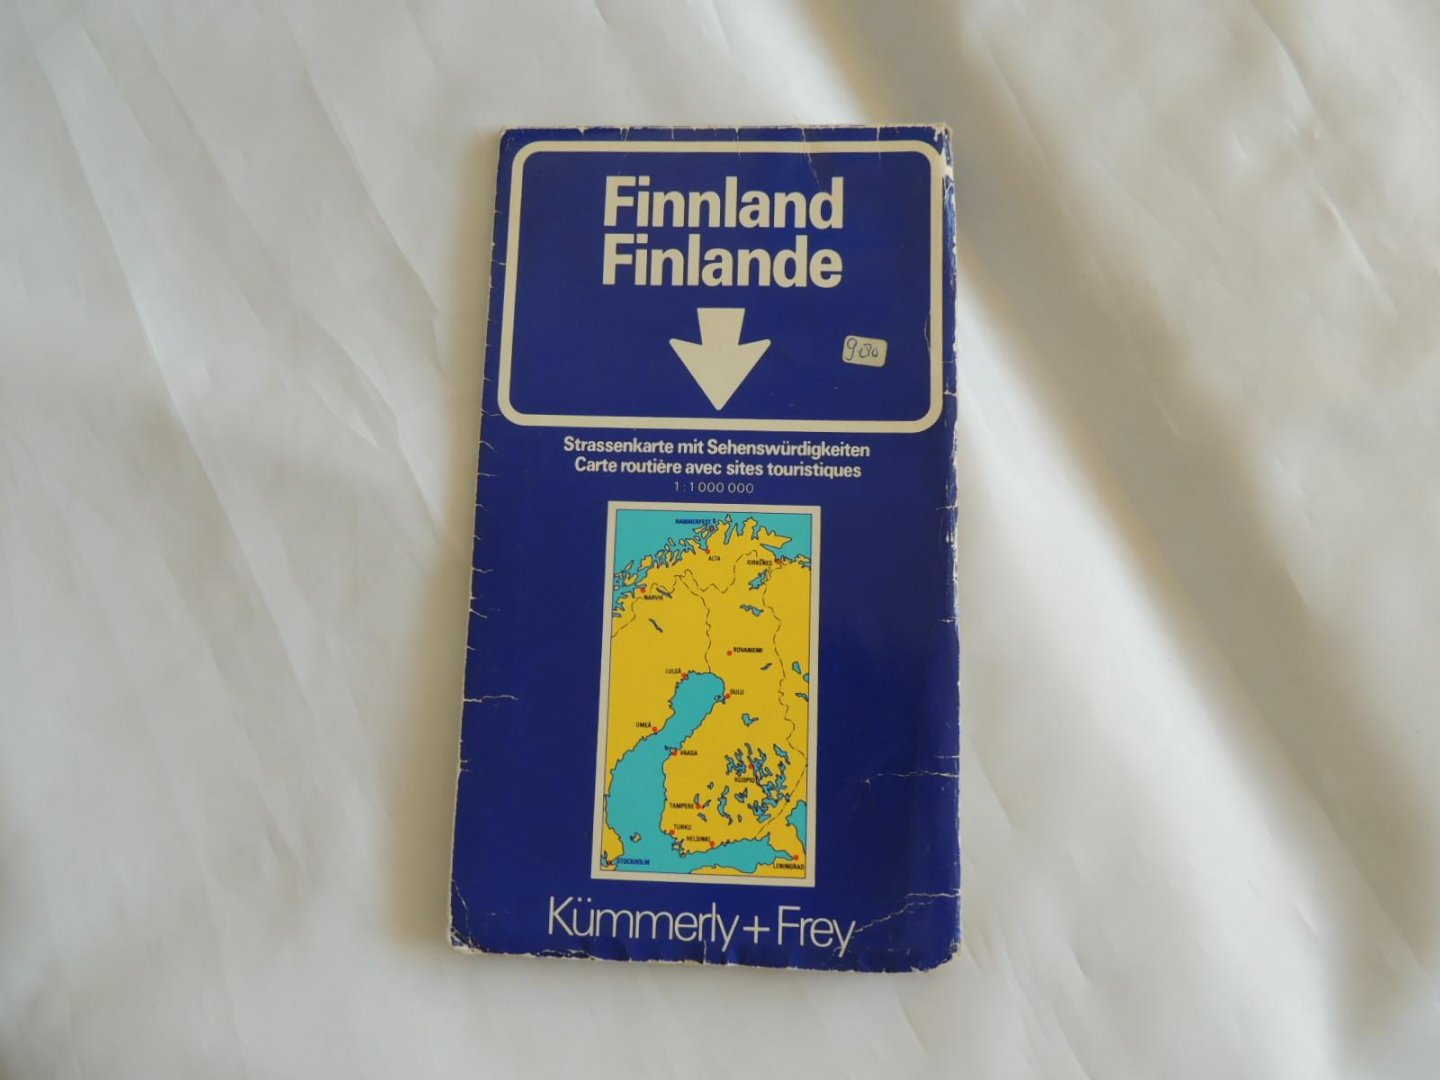 Finnland
Finlande
9.80
Strassenkarte mit Sehenswürdigkeiten
Carte routière avec sites touristiques
1:1 000 000
HAMMERFEST
ALTA
KIRKENES
NARVIK
ROVANIEMI
LULEÅ
OULU
UMEÅ
VAASA
KUOPIO
TAMPERE
TURKU
HELSINKI
STOCKHOLM
LENINGRAD
Kümmerly+Frey